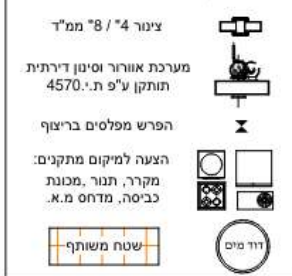 צינור 4" / 8" ממ"ד
מערכת אוורור וסינון דירתית
תותקן ע"פ ת.י.4570
הפרש מפלסים בריצוף
הצעה למיקום מתקנים:
מקרר, תנור ,מכונת
כביסה, מדחס מ.א.
שטח משותף
דוד מים